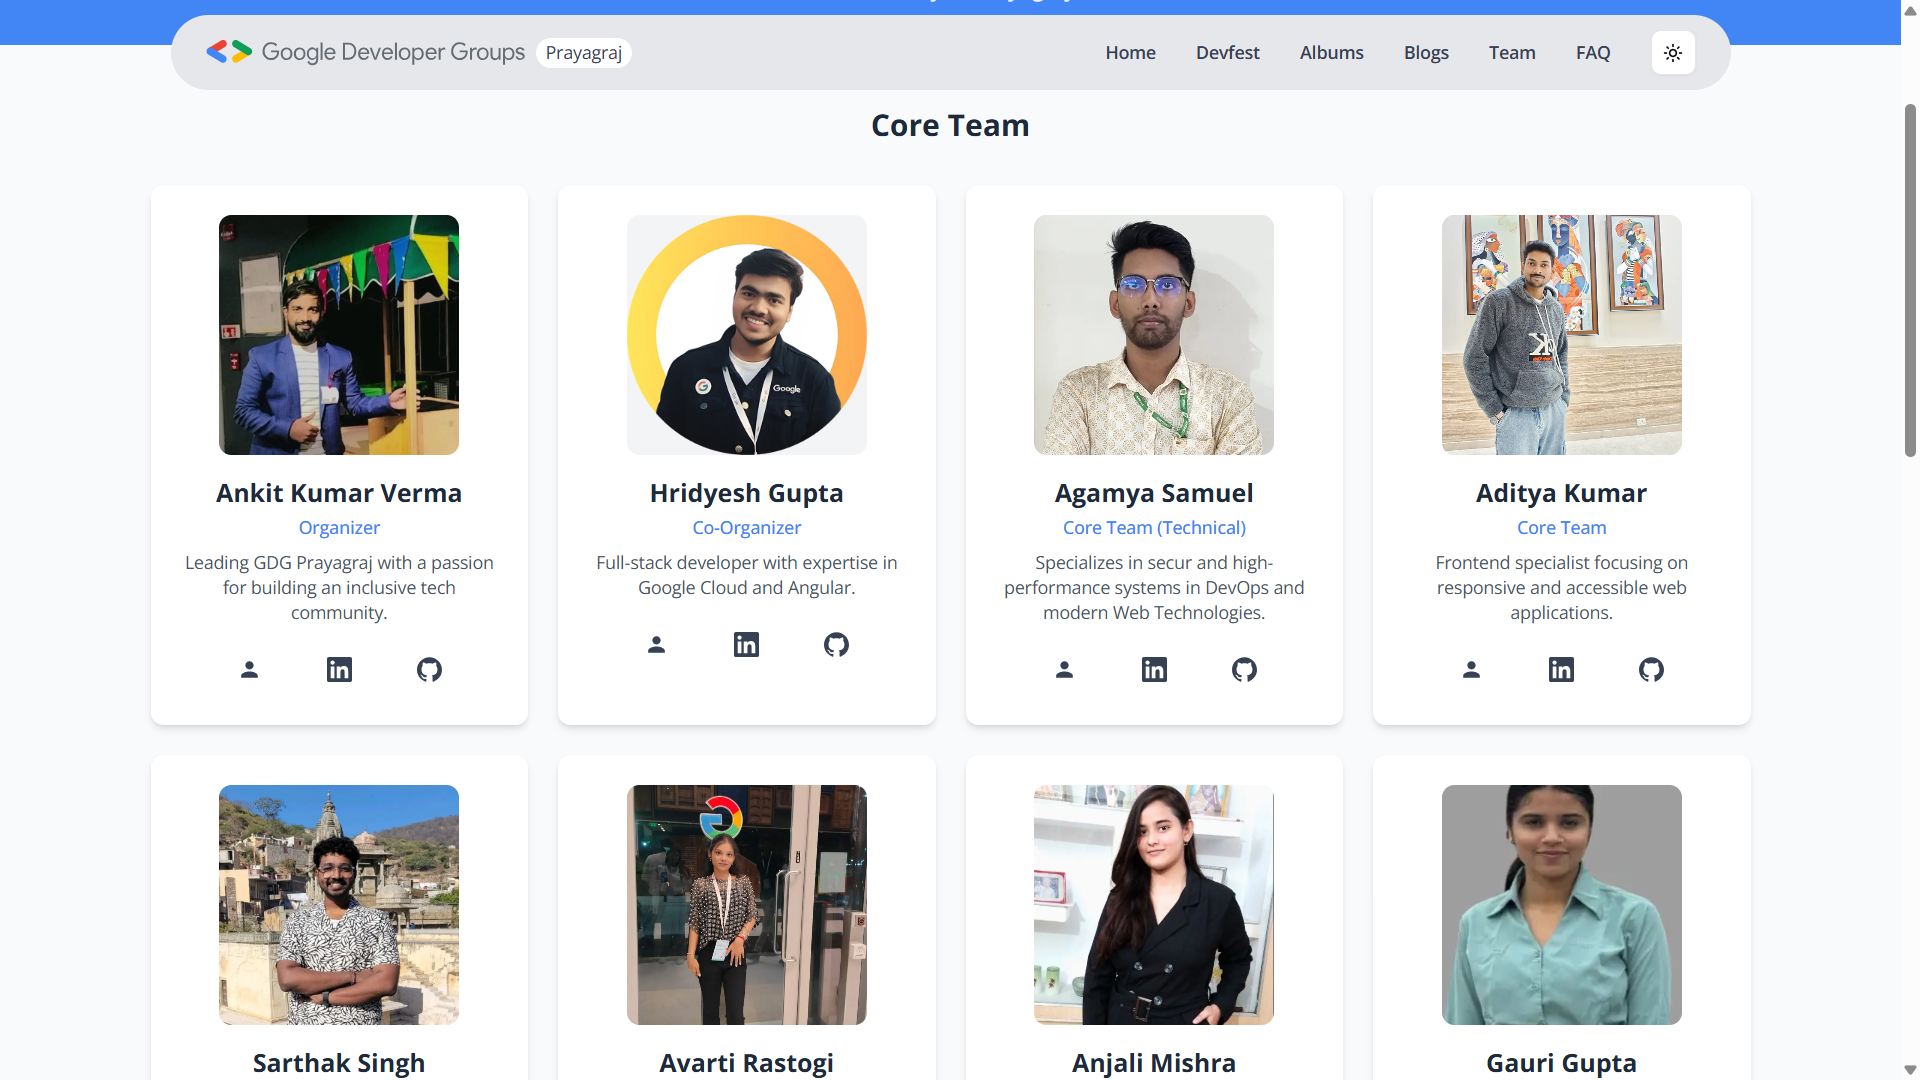 Google Developer Groups Prayagraj
Home Devfest Albums Blogs Team FAQ
Core Team
Ankit Kumar Verma
Organizer
Leading GDG Prayagraj with a passion
for building an inclusive tech
community.
Google
Hridyesh Gupta
Co-Organizer
Full-stack developer with expertise in
Google Cloud and Angular.
Agamya Samuel
Core Team (Technical)
Specializes in secur and high-
performance systems in DevOps and
modern Web Technologies.
Aditya Kumar
Core Team
Frontend specialist focusing on
responsive and accessible web
applications.
Sarthak Singh
Avarti Rastogi
Anjali Mishra
Gauri Gupta